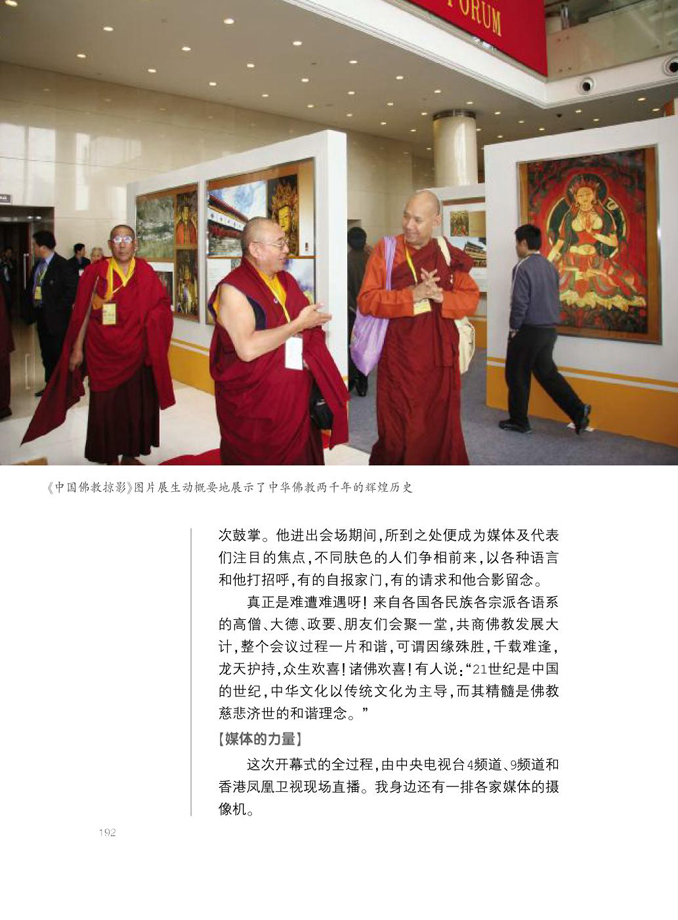 FORUM
《中国佛教掠影》图片展生动概要地展示了中华佛教两千年的辉煌历史
次鼓掌。他进出会场期间,所到之处便成为媒体及代表
们注目的焦点,不同肤色的人们争相前来,以各种语言
和他打招呼,有的自报家门,有的请求和他合影留念。
真正是难遭难遇呀!来自各国各民族各宗派各语系
的高僧、大德、政要、朋友们会聚一堂,共商佛教发展大
计,整个会议过程一片和谐,可谓因缘殊胜,千载难逢,
龙天护持,众生欢喜!诸佛欢喜!有人说:“21世纪是中国
的世纪,中华文化以传统文化为主导,而其精髓是佛教
慈悲济世的和谐理念。”
【媒体的力量】
这次开幕式的全过程,由中央电视台4频道、9频道和
香港凤凰卫视现场直播。我身边还有一排各家媒体的摄
像机。
192